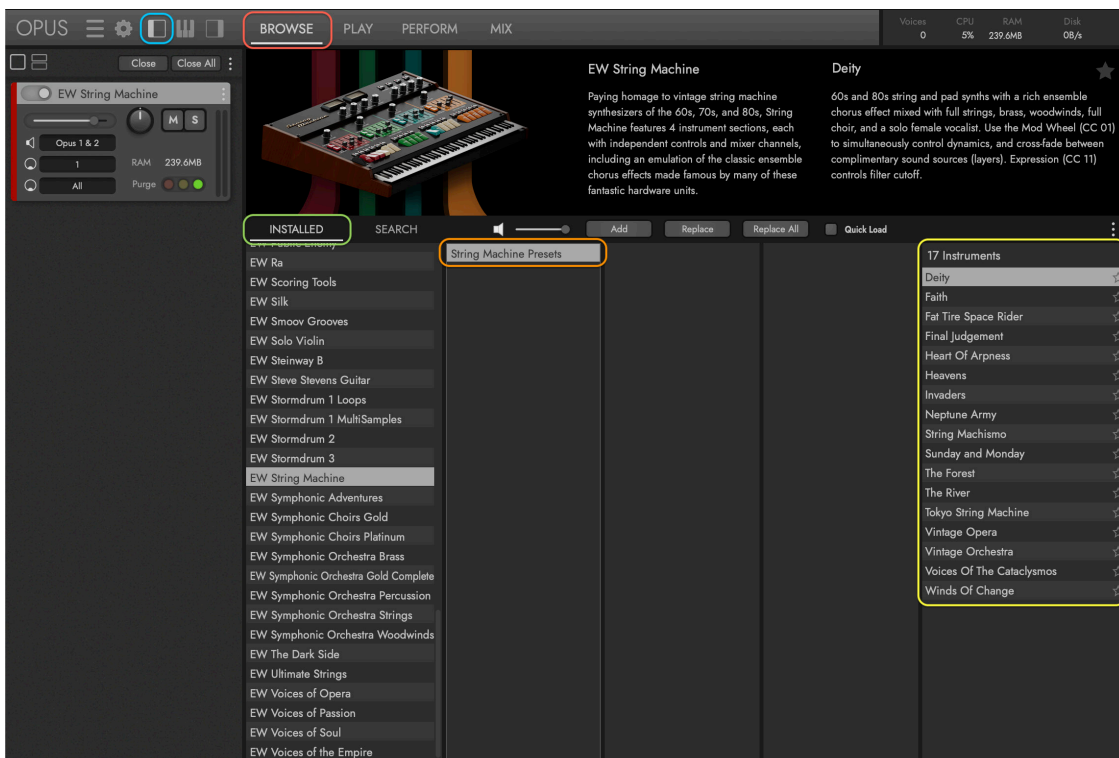 OPUS
BROWSE
PLAY
PERFORM
MIX
Voices
0
CPU
5%
RAM
239.6MB
Disk
0B/s
Close
Close All
EW String Machine
M
S
Opus 1 & 2
1
RAM 239.6MB
All
Purge
EW String Machine
Paying homage to vintage string machine
synthesizers of the 60s, 70s, and 80s, String
Machine features 4 instrument sections, each
with independent controls and mixer channels,
including an emulation of the classic ensemble
chorus effects made famous by many of these
fantastic hardware units.
Deity
60s and 80s string and pad synths with a rich ensemble
chorus effect mixed with full strings, brass, woodwinds, full
choir, and a solo female vocalist. Use the Mod Wheel (CC 01)
to simultaneously control dynamics, and cross-fade between
complimentary sound sources (layers). Expression (CC 11)
controls filter cutoff.
INSTALLED
SEARCH
Add
Replace
Replace All
Quick Load
EW Public Enemy
EW Ra
EW Scoring Tools
EW Silk
EW Smoov Grooves
EW Solo Violin
EW Steinway B
EW Steve Stevens Guitar
EW Stormdrum 1 Loops
EW Stormdrum 1 MultiSamples
EW Stormdrum 2
EW Stormdrum 3
EW String Machine
EW Symphonic Adventures
EW Symphonic Choirs Gold
EW Symphonic Choirs Platinum
EW Symphonic Orchestra Brass
EW Symphonic Orchestra Gold Complete
EW Symphonic Orchestra Percussion
EW Symphonic Orchestra Strings
EW Symphonic Orchestra Woodwinds
EW The Dark Side
EW Ultimate Strings
EW Voices of Opera
EW Voices of Passion
EW Voices of Soul
EW Voices of the Empire
String Machine Presets
17 Instruments
Deity
Faith
Fat Tire Space Rider
Final Judgement
Heart Of Arpness
Heavens
Invaders
Neptune Army
String Machismo
Sunday and Monday
The Forest
The River
Tokyo String Machine
Vintage Opera
Vintage Orchestra
Voices Of The Cataclysmos
Winds Of Change